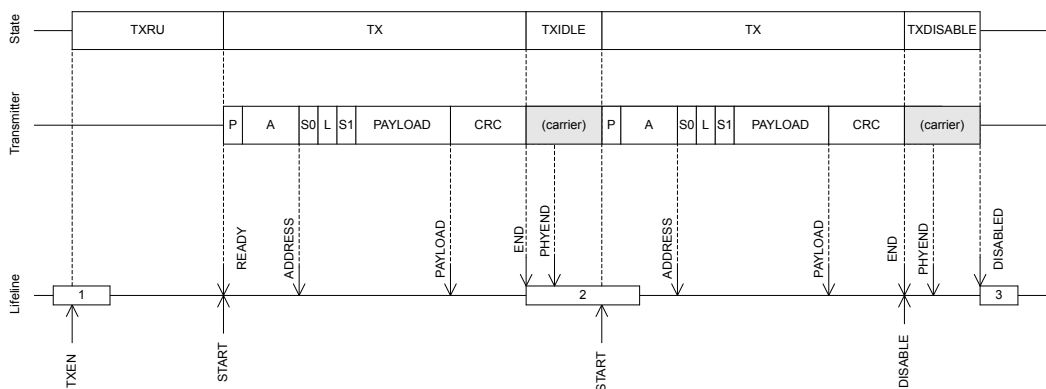 State
TXRU
TX
TXIDLE
TX
TXDISABLE
Transmitter
P
A
S0
L
S1
PAYLOAD
CRC
(carrier)
P
A
S0
L
S1
PAYLOAD
CRC
(carrier)
READY
ADDRESS
PAYLOAD
END
PHYEND
ADDRESS
PAYLOAD
END
PHYEND
DISABLED
Lifeline
1
2
3
TXEN
START
START
DISABLE